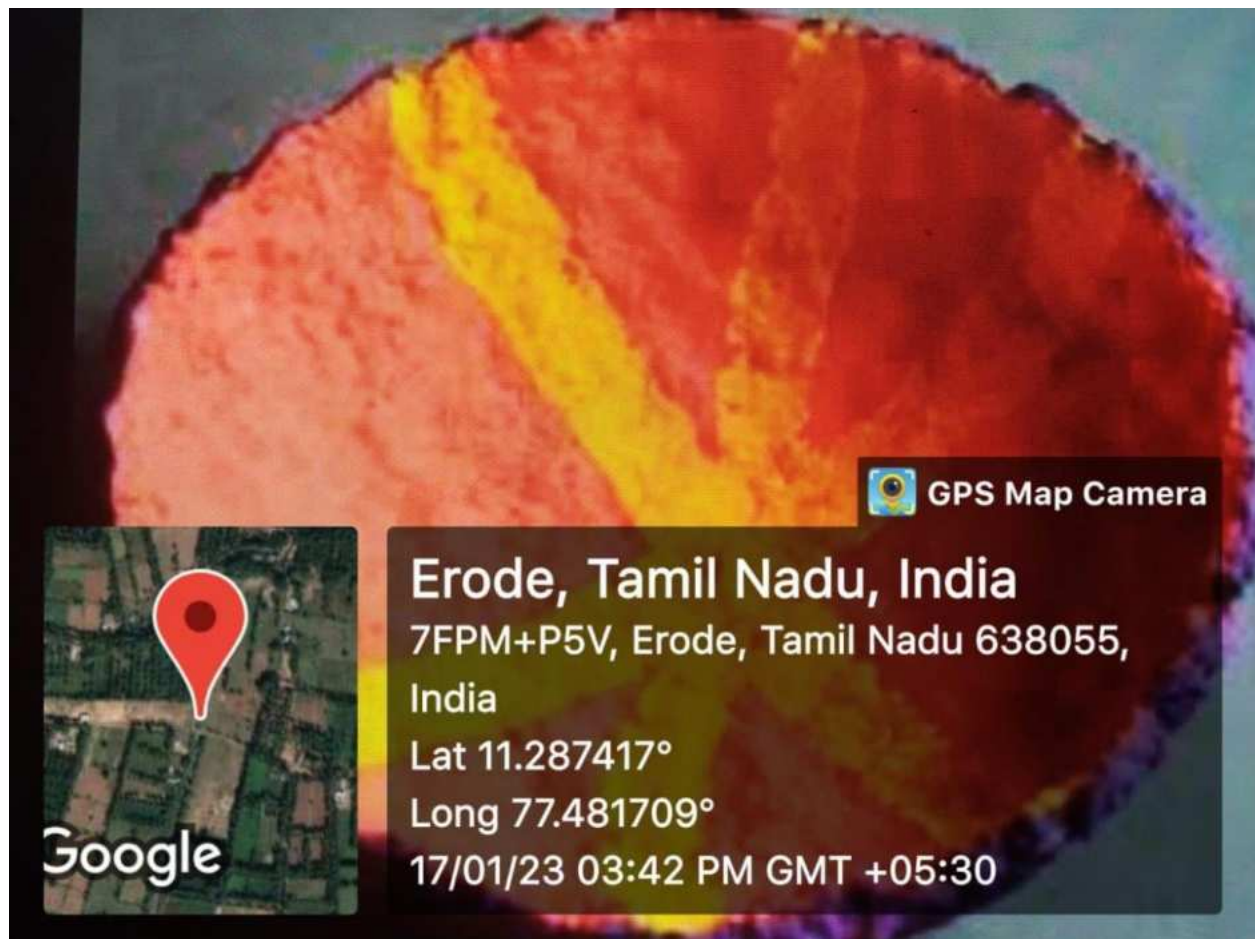 GPS Map Camera
Erode, Tamil Nadu, India
7FPM+P5V, Erode, Tamil Nadu 638055,
India
Lat 11.287417°
Long 77.481709°
17/01/23 03:42 PM GMT +05:30
Google